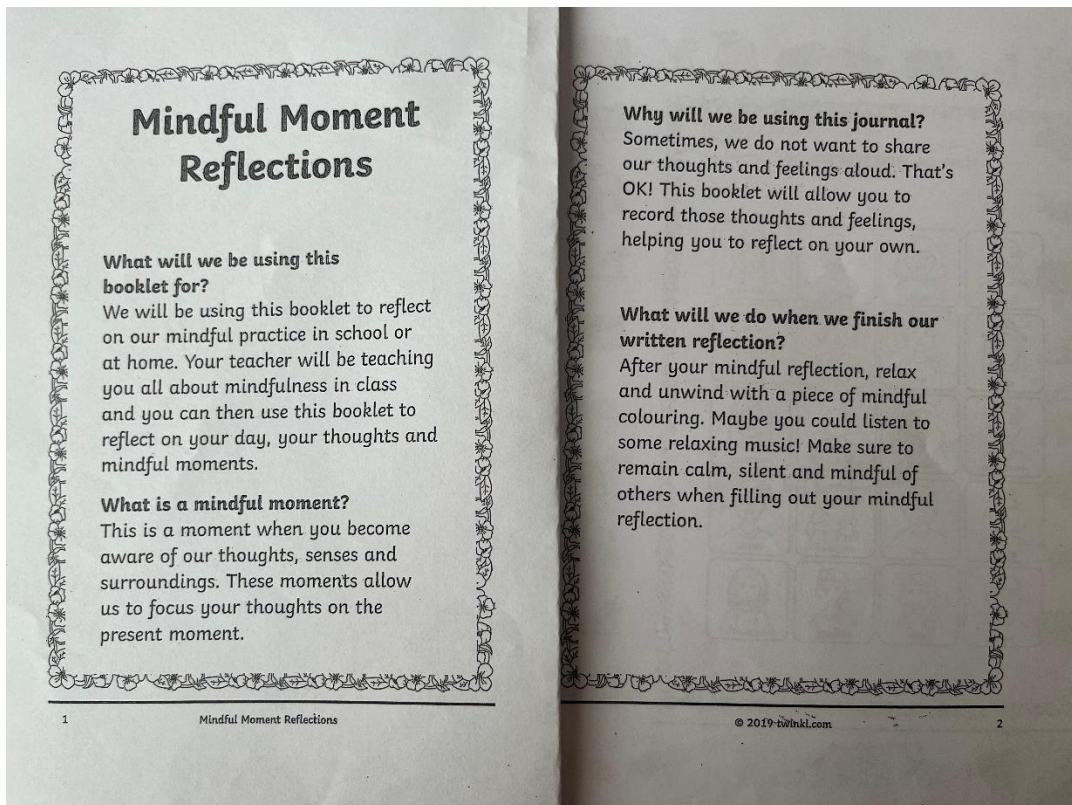 Mindful Moment
Reflections
What will we be using this
booklet for?
We will be using this booklet to reflect
on our mindful practice in school or
at home. Your teacher will be teaching
you all about mindfulness in class
and you can then use this booklet to
reflect on your day, your thoughts and
mindful moments.
What is a mindful moment?
This is a moment when you become
aware of our thoughts, senses and
surroundings. These moments allow
us to focus your thoughts on the
present moment.
1
Mindful Moment Reflections
Why will we be using this journal?
Sometimes, we do not want to share
our thoughts and feelings aloud. That's
OK! This booklet will allow you to
record those thoughts and feelings,
helping you to reflect on your own.
What will we do when we finish our
written reflection?
After your mindful reflection, relax
and unwind with a piece of mindful
colouring. Maybe you could listen to
some relaxing music! Make sure to
remain calm, silent and mindful of
others when filling out your mindful
reflection.
© 2019 twinkl.com
2